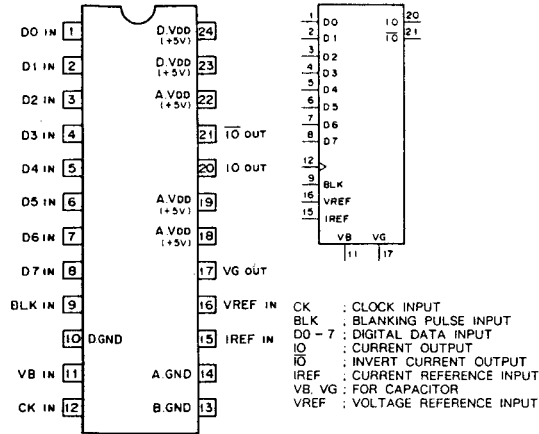 D0 IN 1
D.VDD (+5V) 24
D1 IN 2
D.VDD (+5V) 23
D2 IN 3
A.VDD (+5V) 22
D3 IN 4
21 I̅O̅ OUT
D4 IN 5
20 IO OUT
D5 IN 6
A.VDD (+5V) 19
D6 IN 7
A.VDD (+5V) 18
D7 IN 8
17 VG OUT
BLK IN 9
16 VREF IN
10 D.GND
15 IREF IN
VB IN 11
A.GND 14
CK IN 12
B.GND 13
1 D0 IO 20
2 D1 I̅O̅ 21
3 D2
4 D3
5 D4
6 D5
7 D6
8 D7
12
9 BLK
16 VREF
15 IREF
VB VG
11 17
CK ; CLOCK INPUT
BLK ; BLANKING PULSE INPUT
D0 - 7 ; DIGITAL DATA INPUT
IO ; CURRENT OUTPUT
I̅O̅ ; INVERT CURRENT OUTPUT
IREF ; CURRENT REFERENCE INPUT
VB, VG ; FOR CAPACITOR
VREF ; VOLTAGE REFERENCE INPUT